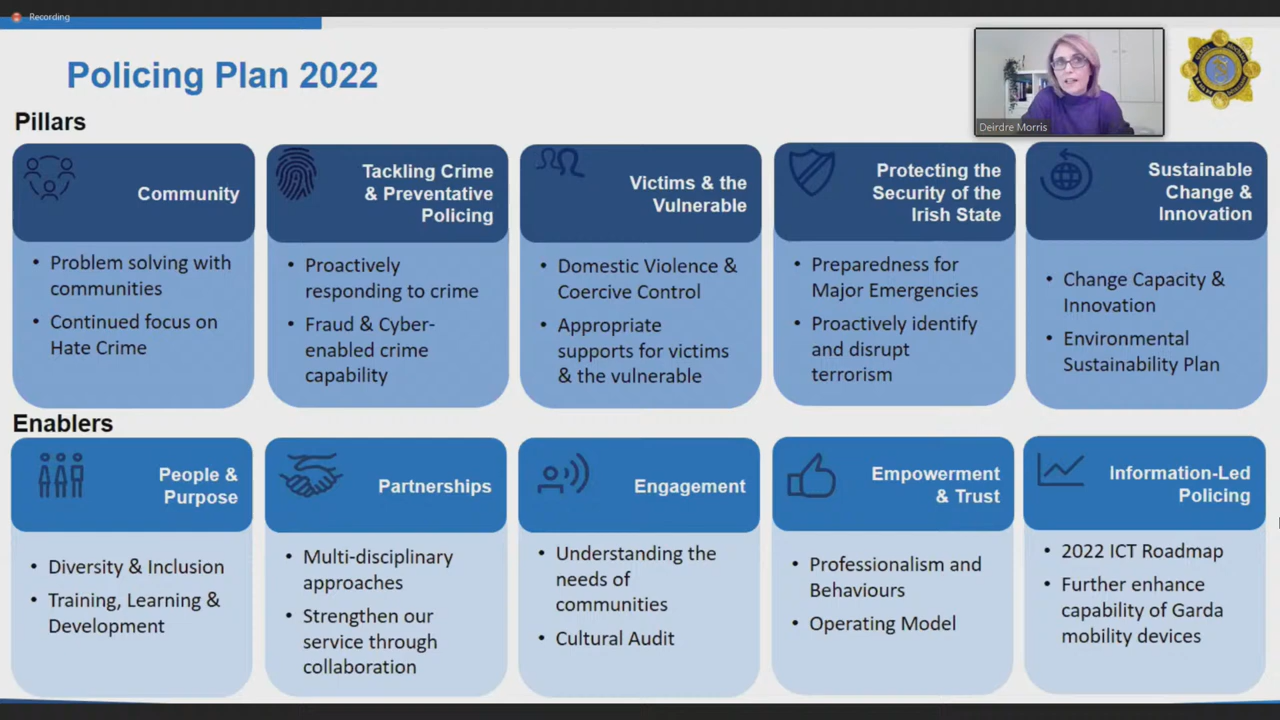 Recording
Policing Plan 2022
Deirdre Morris
Pillars
Community
• Problem solving with
communities
• Continued focus on
Hate Crime
Tackling Crime
& Preventative
Policing
• Proactively
responding to crime
• Fraud & Cyber-
enabled crime
capability
Victims & the
Vulnerable
• Domestic Violence &
Coercive Control
• Appropriate
supports for victims
& the vulnerable
Protecting the
Security of the
Irish State
• Preparedness for
Major Emergencies
• Proactively identify
and disrupt
terrorism
Sustainable
Change &
Innovation
• Change Capacity &
Innovation
• Environmental
Sustainability Plan
Enablers
People &
Purpose
• Diversity & Inclusion
• Training, Learning &
Development
Partnerships
• Multi-disciplinary
approaches
• Strengthen our
service through
collaboration
Engagement
• Understanding the
needs of
communities
• Cultural Audit
Empowerment
& Trust
• Professionalism and
Behaviours
• Operating Model
Information-Led
Policing
• 2022 ICT Roadmap
• Further enhance
capability of Garda
mobility devices